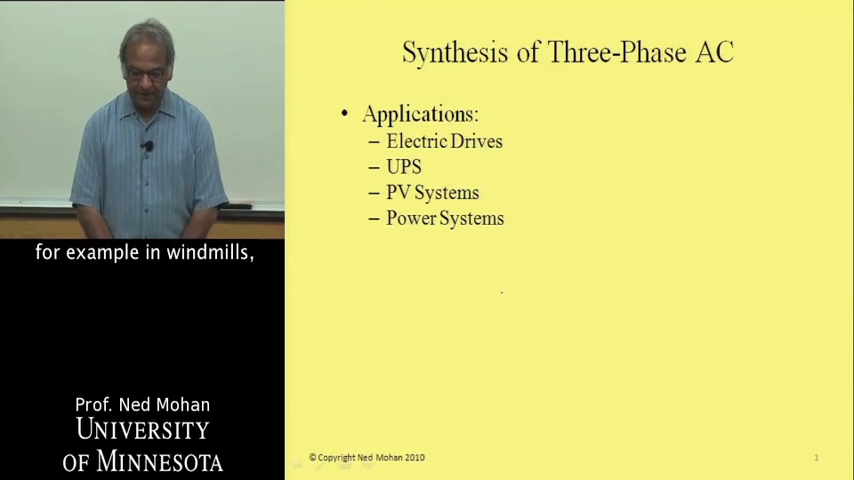 Synthesis of Three-Phase AC
• Applications:
– Electric Drives
– UPS
– PV Systems
– Power Systems
for example in windmills,
Prof. Ned Mohan
UNIVERSITY
OF MINNESOTA
© Copyright Ned Mohan 2010
1